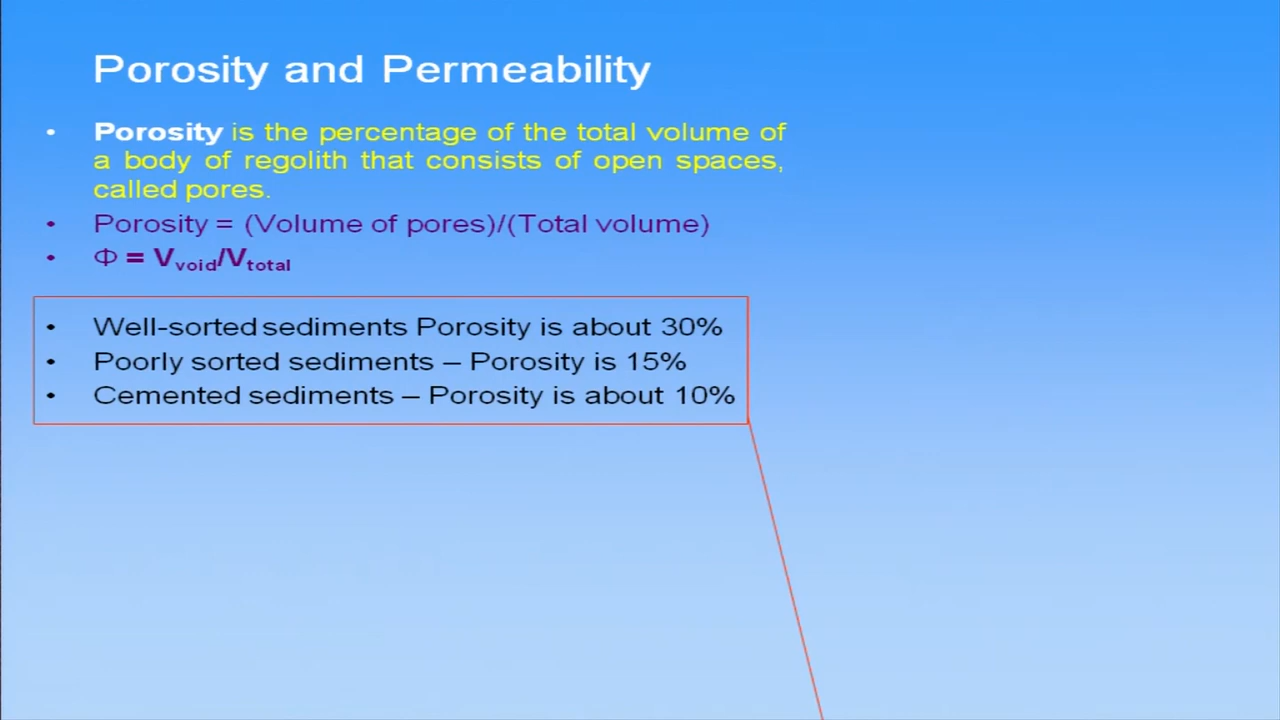 Porosity and Permeability
• Porosity is the percentage of the total volume of
a body of regolith that consists of open spaces,
called pores.
• Porosity = (Volume of pores)/(Total volume)
• Φ = Vvoid/Vtotal
• Well-sorted sediments Porosity is about 30%
• Poorly sorted sediments – Porosity is 15%
• Cemented sediments – Porosity is about 10%